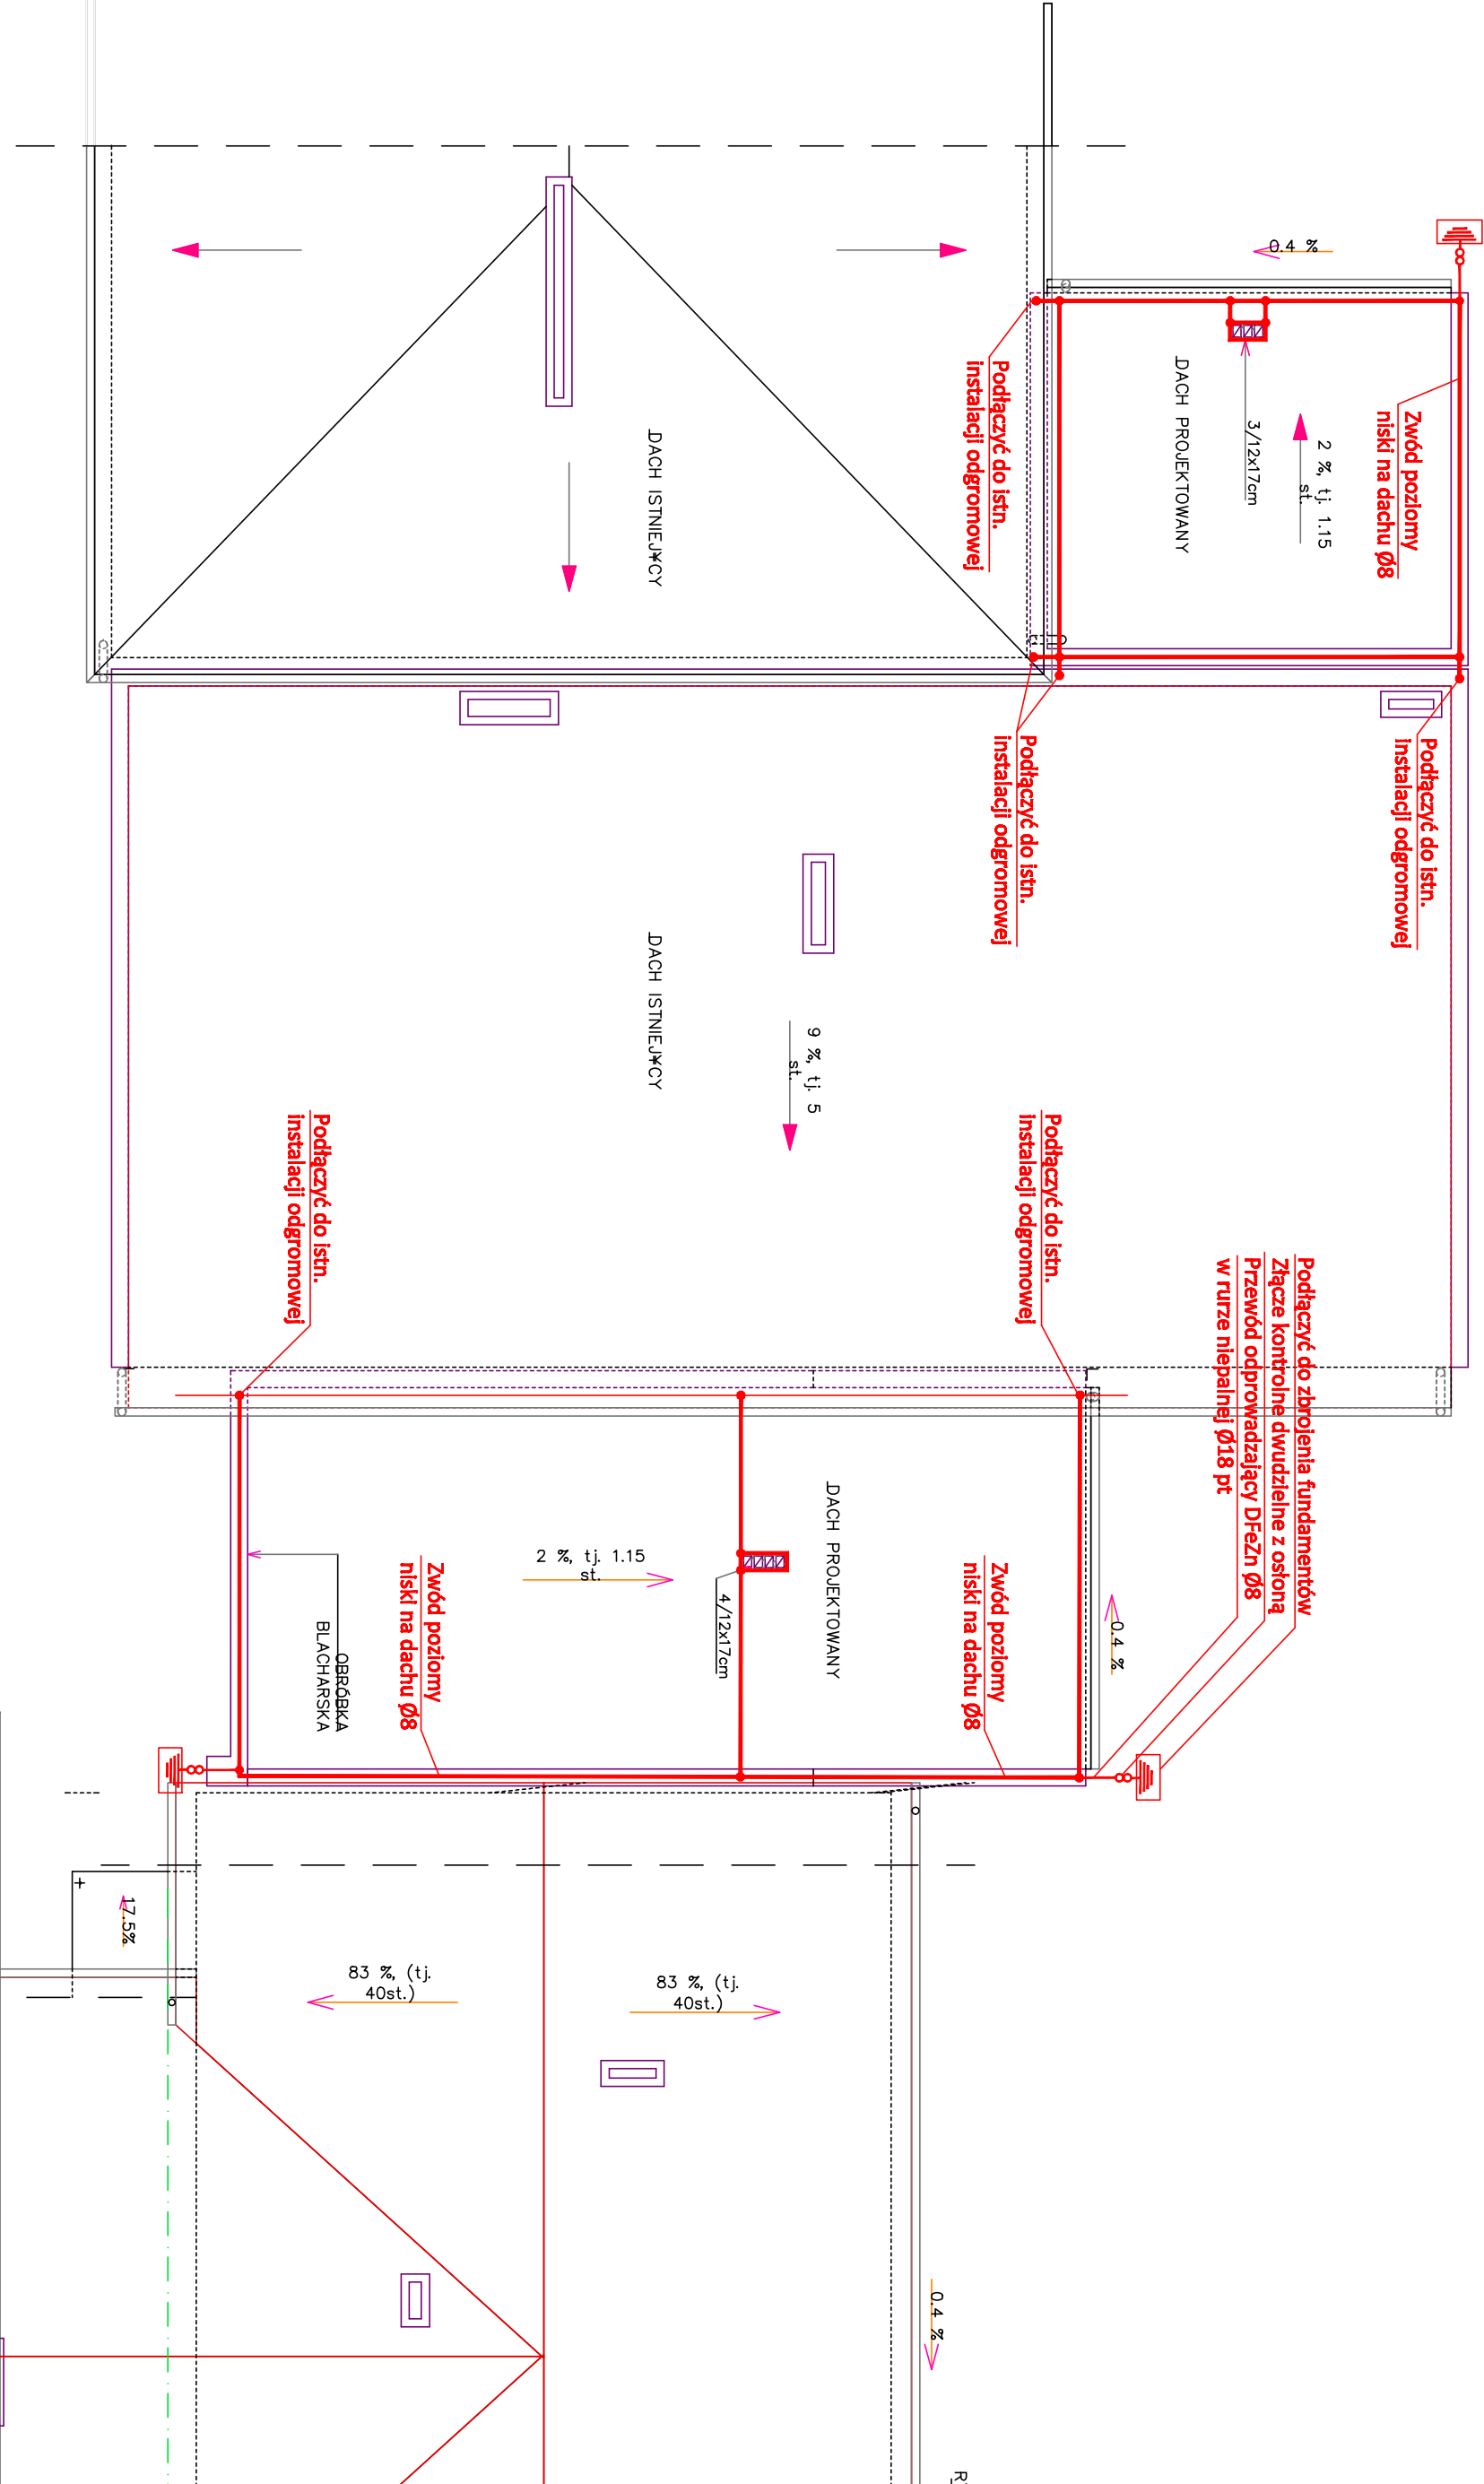 0.4 %
Zwód poziomy
niski na dachu Ø8
2 %, tj. 1.15
st.
3/12x17cm
DACH PROJEKTOWANY
Podłączyć do istn.
instalacji odgromowej
DACH ISTNIEJĄCY
Podłączyć do istn.
instalacji odgromowej
Podłączyć do istn.
instalacji odgromowej
DACH ISTNIEJĄCY
9 %, tj. 5
st.
Podłączyć do istn.
instalacji odgromowej
Podłączyć do istn.
instalacji odgromowej
Podłączyć do zbrojenia fundamentów
Złącze kontrolne dwudzielne z osłoną
Przewód odprowadzający DFeZn Ø8
w rurze niepalnej Ø18 pt
DACH PROJEKTOWANY
2 %, tj. 1.15
st.
4/12x17cm
Zwód poziomy
niski na dachu Ø8
Zwód poziomy
niski na dachu Ø8
0.4 %
OBRÓBKA
BLACHARSKA
17.5%
83 %, (tj.
40st.)
83 %, (tj.
40st.)
0.4 %